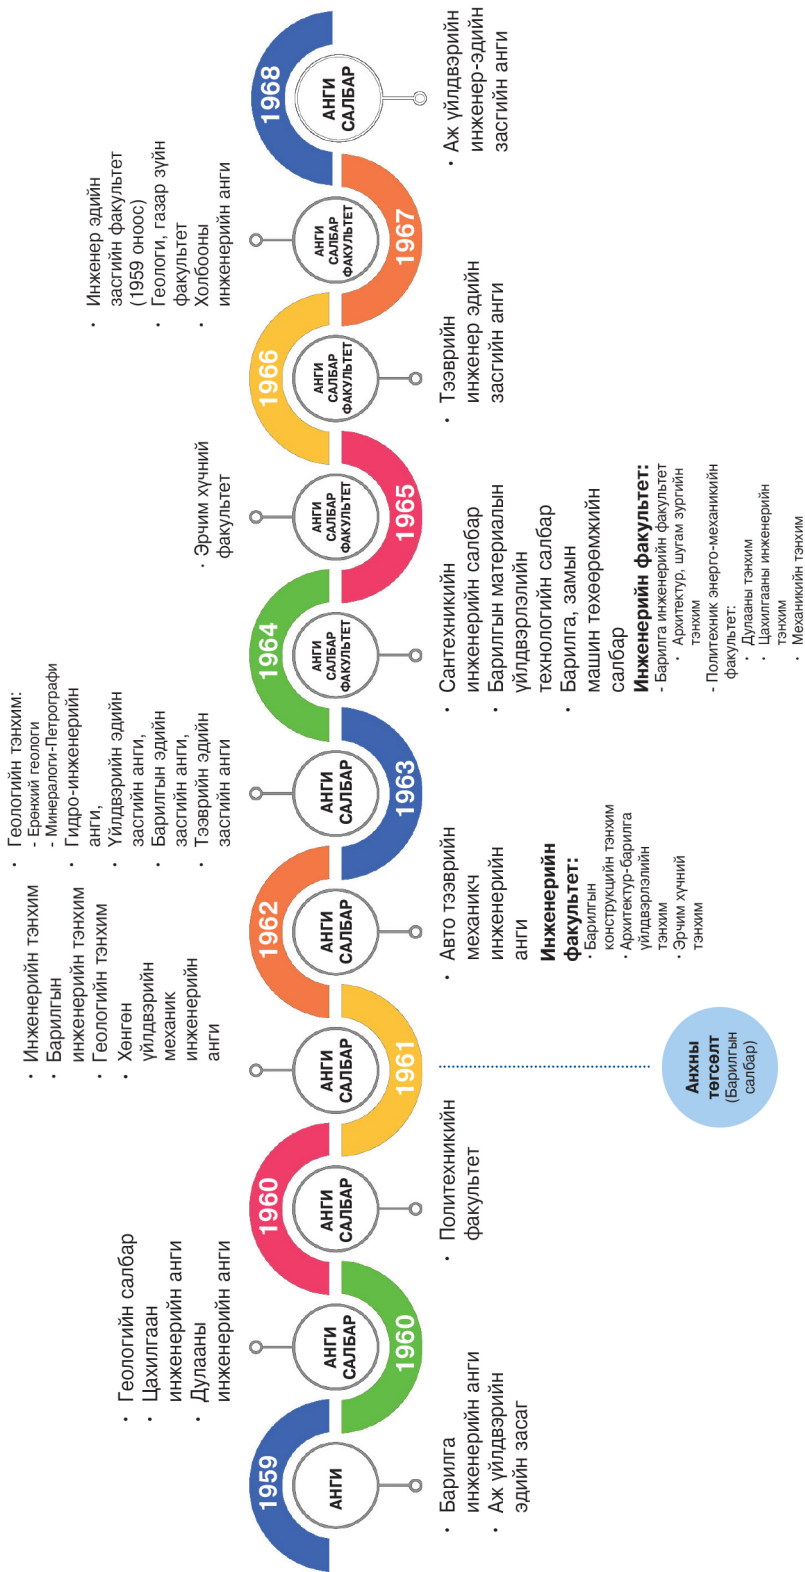 1959
АНГИ
• Барилга
инженерийн анги
• Аж үйлдвэрийн
эдийн засаг
• Геологийн салбар
• Цахилгаан
инженерийн анги
• Дулааны
инженерийн анги
АНГИ
САЛБАР
1960
1960
АНГИ
САЛБАР
• Политехникийн
факультет
• Инженерийн тэнхим
• Барилгын
инженерийн тэнхим
• Геологийн тэнхим
• Хөнгөн
үйлдвэрийн
механик
инженерийн
анги
АНГИ
САЛБАР
1961
Анхны
төгсөлт
(Барилгын
салбар)
1962
АНГИ
САЛБАР
• Авто тээврийн
механикч
инженерийн
анги
Инженерийн
факультет:
• Барилгын
конструкцийн тэнхим
• Архитектур-барилга
үйлдвэрлэлийн
тэнхим
• Эрчим хүчний
тэнхим
• Геологийн тэнхим:
- Ерөнхий геологи
- Минералоги-Петрографи
• Гидро-инженерийн
анги,
• Үйлдвэрийн эдийн
засгийн анги,
• Барилгын эдийн
засгийн анги,
• Тээврийн эдийн
засгийн анги
АНГИ
САЛБАР
1963
1964
АНГИ
САЛБАР
ФАКУЛЬТЕТ
• Сантехникийн
инженерийн салбар
• Барилгын материалын
үйлдвэрлэлийн
технологийн салбар
• Барилга, замын
машин төхөөрөмжийн
салбар
Инженерийн факультет:
- Барилга инженерийн факультет
• Архитектур, шугам зургийн
тэнхим
- Политехник энерго-механикийн
факультет:
• Дулааны тэнхим
• Цахилгааны инженерийн
тэнхим
• Механикийн тэнхим
• Эрчим хүчний
факультет
АНГИ
САЛБАР
ФАКУЛЬТЕТ
1965
1966
АНГИ
САЛБАР
ФАКУЛЬТЕТ
• Тээврийн
инженер эдийн
засгийн анги
• Инженер эдийн
засгийн факультет
(1959 оноос)
• Геологи, газар зүйн
факультет
• Холбооны
инженерийн анги
АНГИ
САЛБАР
ФАКУЛЬТЕТ
1967
1968
АНГИ
САЛБАР
• Аж үйлдвэрийн
инженер-эдийн
засгийн анги